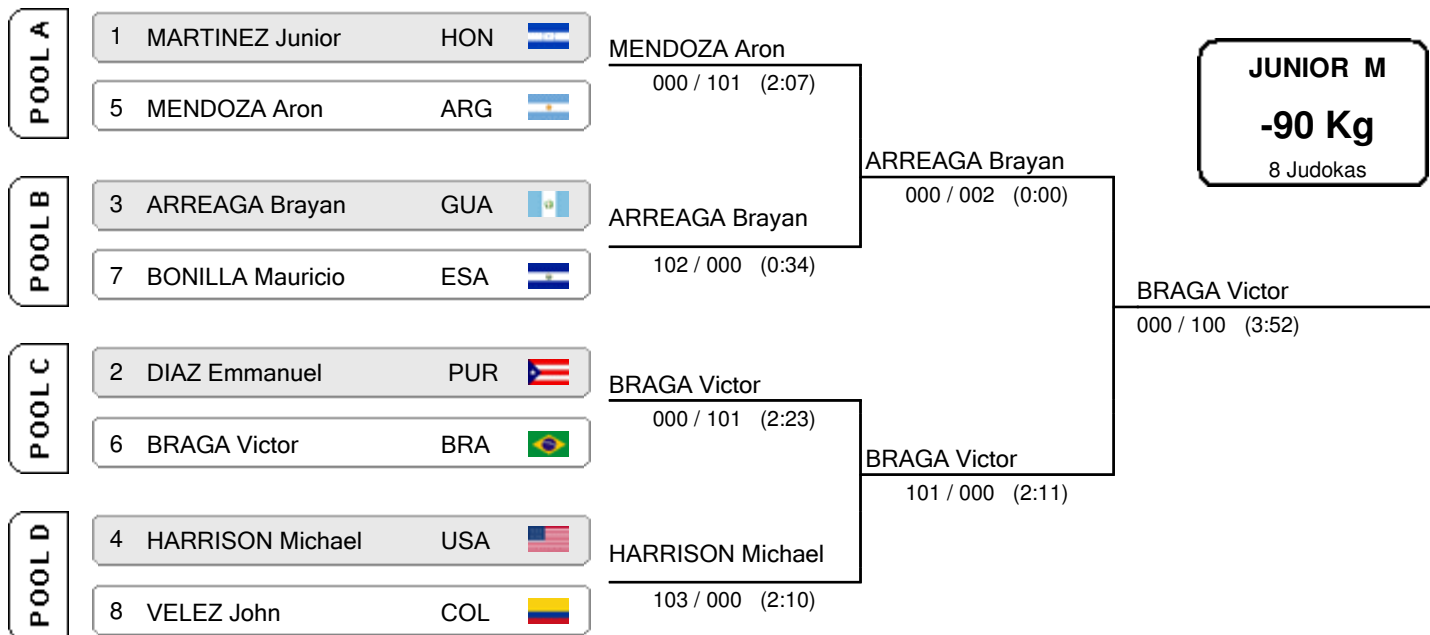 POOL A
1 MARTINEZ Junior HON
5 MENDOZA Aron ARG
POOL B
3 ARREAGA Brayan GUA
7 BONILLA Mauricio ESA
POOL C
2 DIAZ Emmanuel PUR
6 BRAGA Victor BRA
POOL D
4 HARRISON Michael USA
8 VELEZ John COL
MENDOZA Aron
000 / 101 (2:07)
ARREAGA Brayan
102 / 000 (0:34)
BRAGA Victor
000 / 101 (2:23)
HARRISON Michael
103 / 000 (2:10)
ARREAGA Brayan
000 / 002 (0:00)
BRAGA Victor
101 / 000 (2:11)
BRAGA Victor
000 / 100 (3:52)
JUNIOR M
-90 Kg
8 Judokas